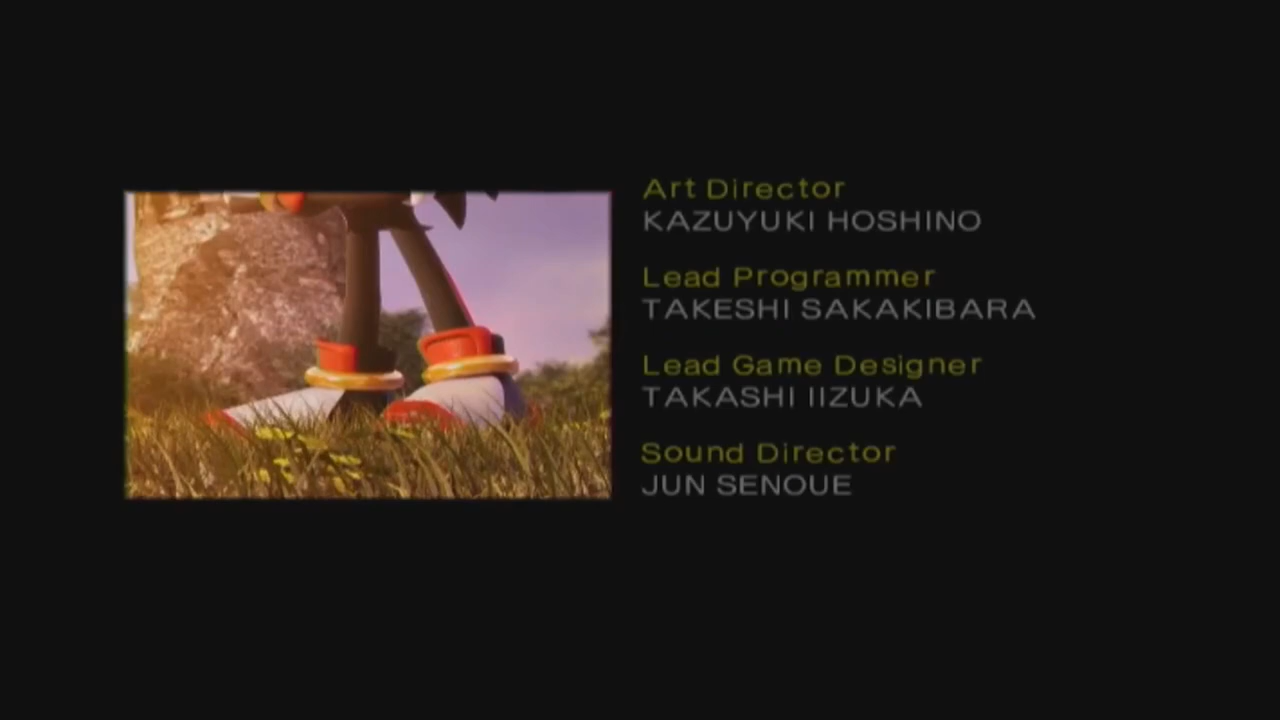 Art Director
KAZUYUKI HOSHINO
Lead Programmer
TAKESHI SAKAKIBARA
Lead Game Designer
TAKASHI IIZUKA
Sound Director
JUN SENOUE